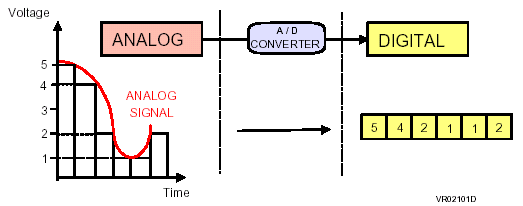 Voltage
ANALOG
A / D
CONVERTER
DIGITAL
5
4
3
2
1
ANALOG
SIGNAL
5 4 2 1 1 2
Time
VR02101D